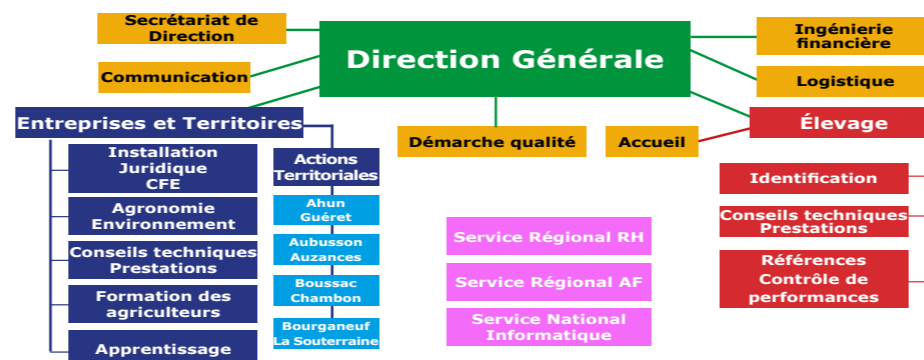 Secrétariat de
Direction
Communication
Direction Générale
Ingénierie
financière
Logistique
Entreprises et Territoires
Démarche qualité
Accueil
Élevage
Installation
Juridique
CFE
Agronomie
Environnement
Conseils techniques
Prestations
Formation des
agriculteurs
Apprentissage
Actions
Territoriales
Ahun
Guéret
Aubusson
Auzances
Boussac
Chambon
Bourganeuf
La Souterraine
Service Régional RH
Service Régional AF
Service National
Informatique
Identification
Conseils techniques
Prestations
Références
Contrôle de
performances